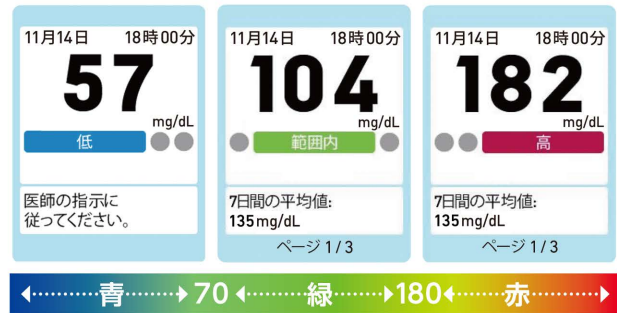 11月14日 18時00分
57
mg/dL
低
医師の指示に
従ってください。
11月14日 18時00分
104
mg/dL
範囲内
7日間の平均値:
135mg/dL
ページ 1/3
11月14日 18時00分
182
mg/dL
高
7日間の平均値:
135mg/dL
ページ 1/3
青 70 緑 180 赤